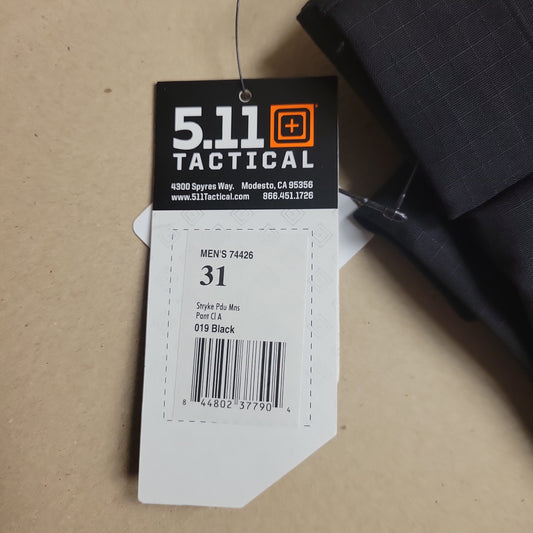 5.11
TACTICAL
4300 Spyres Way. Modesto, CA 95356
www.511Tactical.com 866.451.1726
MEN'S 74426
31
Stryke Pdu Mns
Pant Cl A
019 Black
8 44802 37790 4